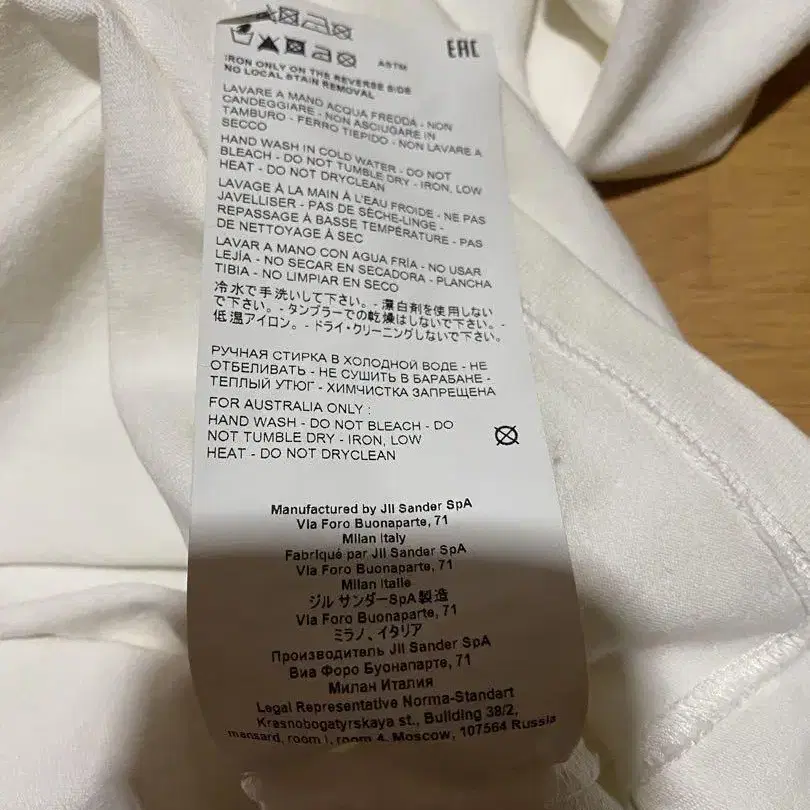 ASTM
EAC
IRON ONLY ON THE REVERSE SIDE
NO LOCAL STAIN REMOVAL
LAVARE A MANO ACQUA FREDDA - NON
CANDEGGIARE - NON ASCIUGARE IN
TAMBURO - FERRO TIEPIDO - NON LAVARE A
SECCO
HAND WASH IN COLD WATER - DO NOT
BLEACH - DO NOT TUMBLE DRY - IRON, LOW
HEAT - DO NOT DRYCLEAN
LAVAGE À LA MAIN À L'EAU FROIDE - NE PAS
JAVELLISER - PAS DE SÈCHE-LINGE -
REPASSAGE À BASSE TEMPÉRATURE - PAS
DE NETTOYAGE À SEC
LAVAR A MANO CON AGUA FRÍA - NO USAR
LEJÍA - NO SECAR EN SECADORA - PLANCHA
TIBIA - NO LIMPIAR EN SECO
冷水で手洗いして下さい。- 漂白剤を使用しない
で下さい。- タンブラーでの乾燥はしないで下さい。-
低温アイロン。- ドライ・クリーニングしないで下さい。
РУЧНАЯ СТИРКА В ХОЛОДНОЙ ВОДЕ - НЕ
ОТБЕЛИВАТЬ - НЕ СУШИТЬ В БАРАБАНЕ -
ТЕПЛЫЙ УТЮГ - ХИМЧИСТКА ЗАПРЕЩЕНА
FOR AUSTRALIA ONLY :
HAND WASH - DO NOT BLEACH - DO
NOT TUMBLE DRY - IRON, LOW
HEAT - DO NOT DRYCLEAN
Manufactured by Jil Sander SpA
Via Foro Buonaparte, 71
Milan Italy
Fabriqué par Jil Sander SpA
Via Foro Buonaparte, 71
Milan Italie
ジル サンダーSpA製造
Via Foro Buonaparte, 71
ミラノ、イタリア
Производитель Jil Sander SpA
Виа Форо Буонапарте, 71
Милан Италия
Legal Representative Norma-Standart
Krasnobogatyrskaya st., Building 38/2,
mansard, room I, room 4, Moscow, 107564 Russia